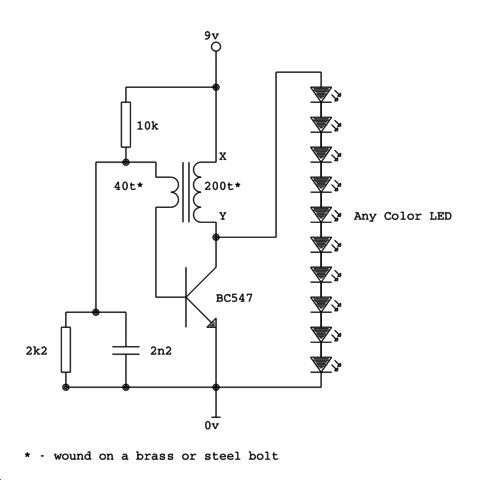 9v
10k
X
40t*
200t*
Y
Any Color LED
BC547
2k2
2n2
0v
* - wound on a brass or steel bolt